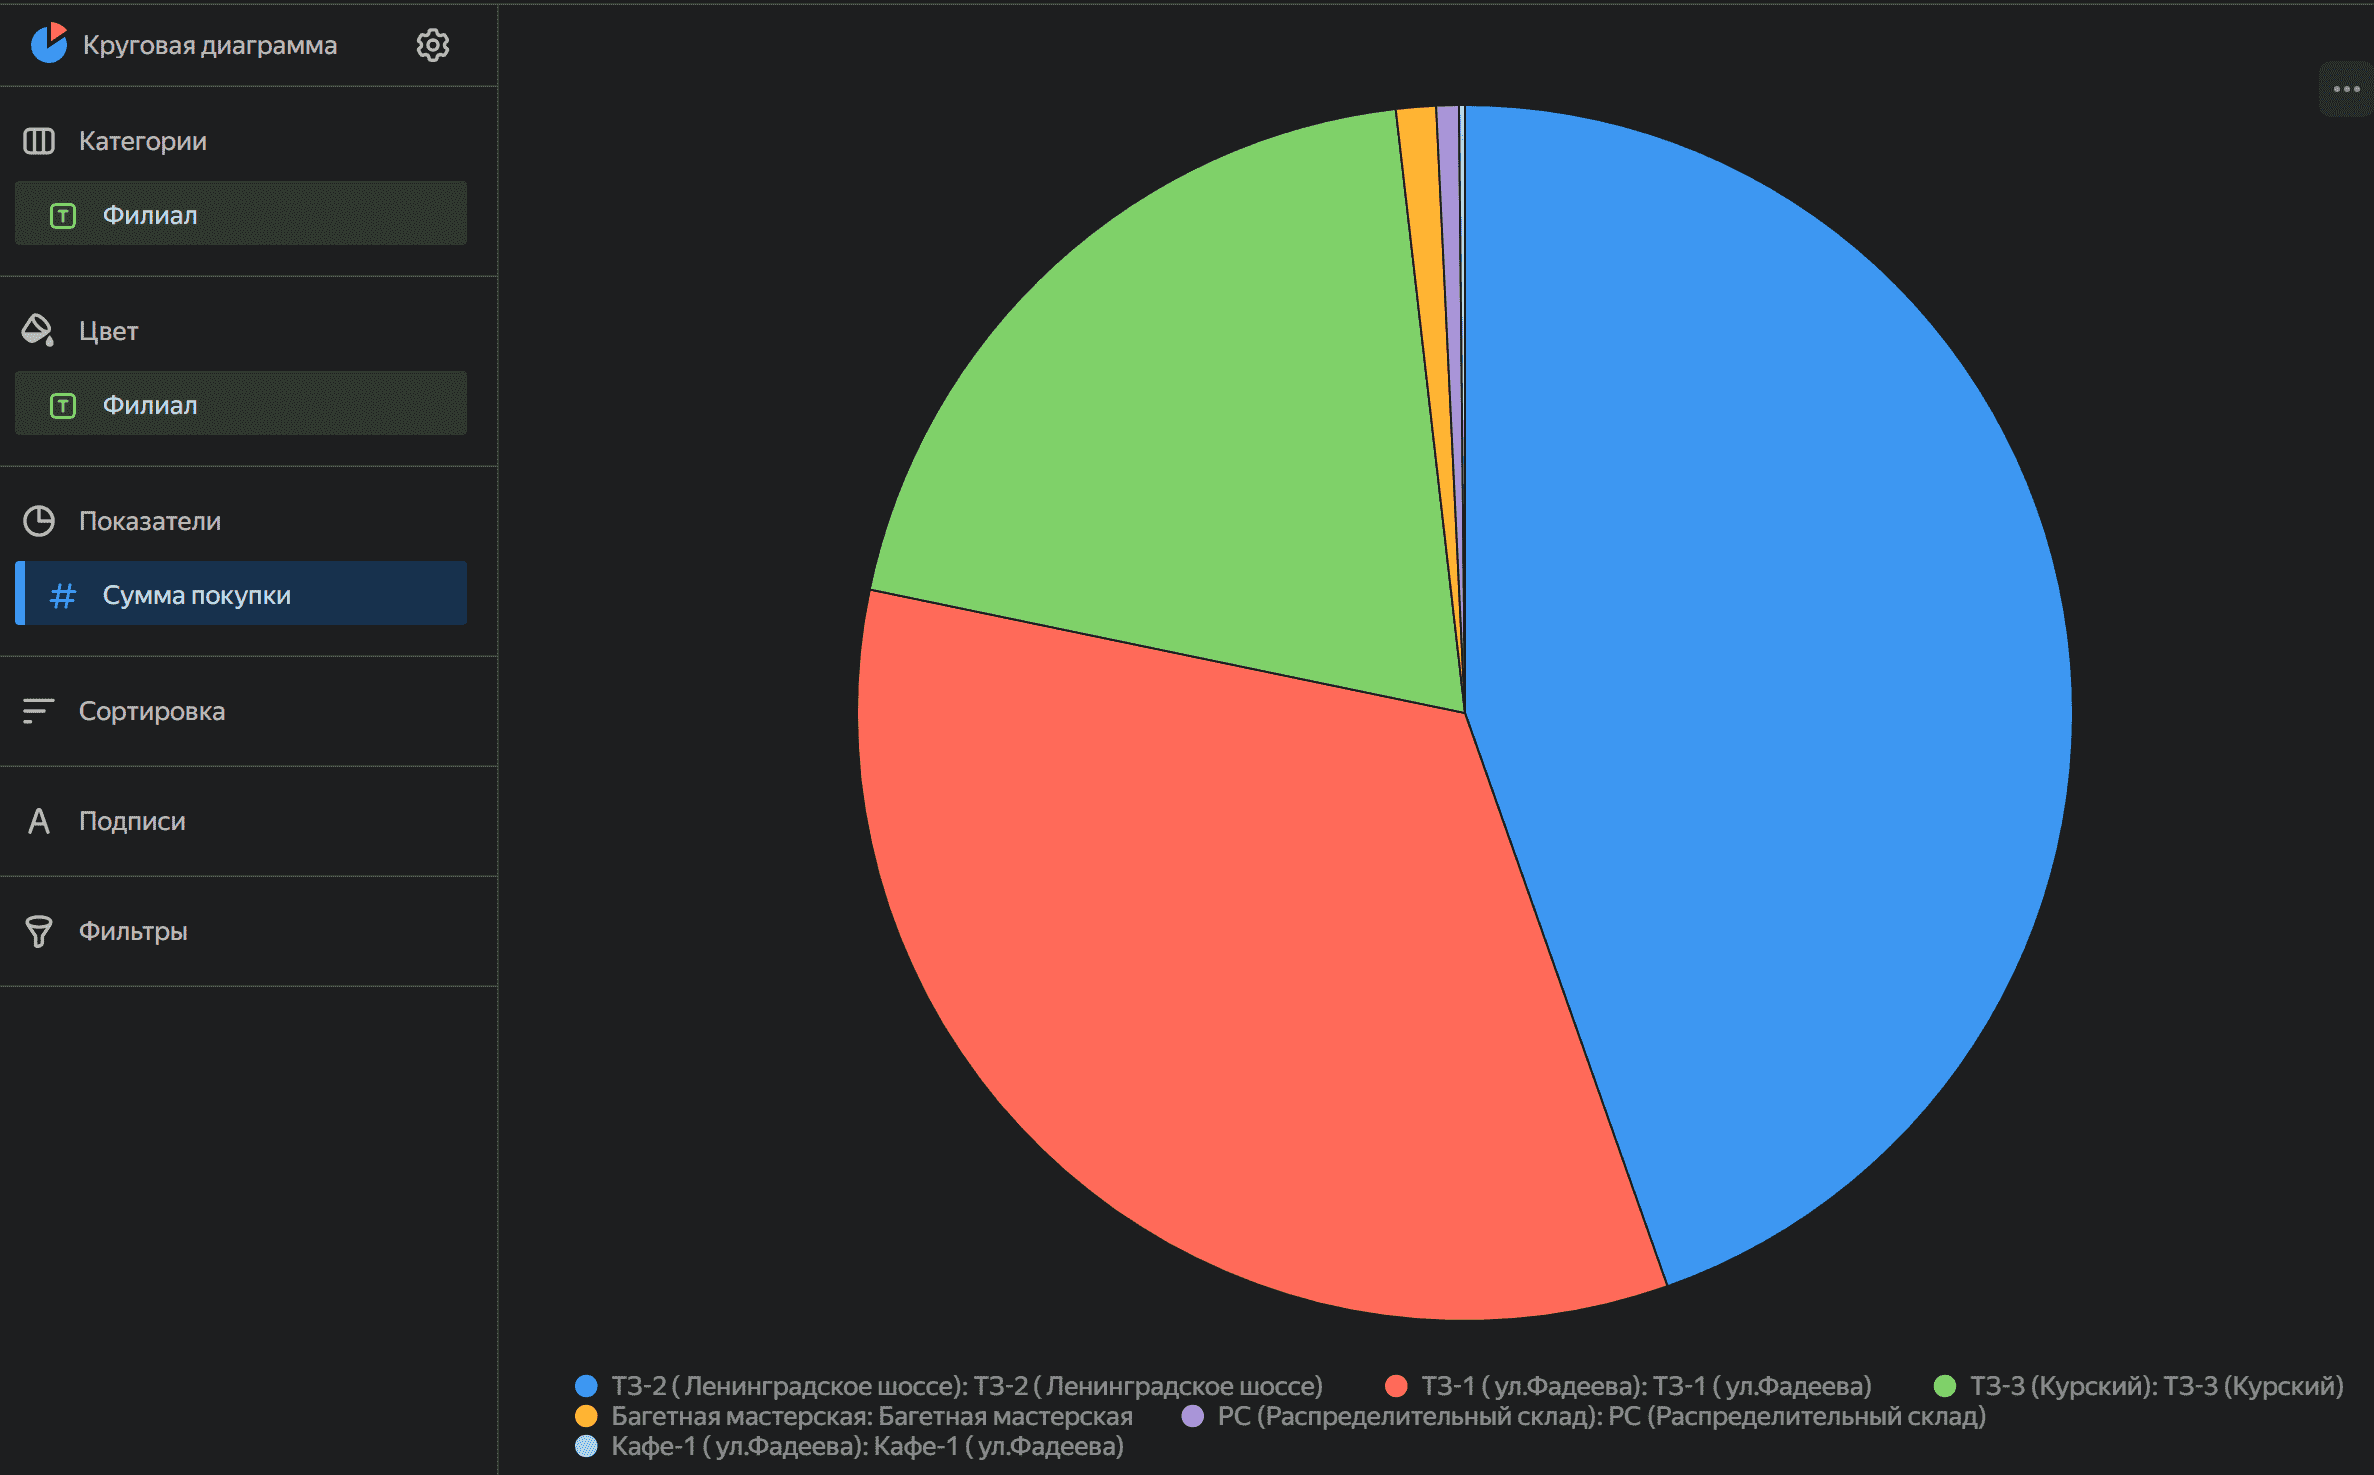 Круговая диаграмма
Категории
Филиал
Цвет
Филиал
Показатели
# Сумма покупки
Сортировка
Подписи
Фильтры
ТЗ-2 ( Ленинградское шоссе): ТЗ-2 ( Ленинградское шоссе) ТЗ-1 ( ул.Фадеева): ТЗ-1 ( ул.Фадеева) ТЗ-3 (Курский): ТЗ-3 (Курский)
Багетная мастерская: Багетная мастерская РС (Распределительный склад): РС (Распределительный склад)
Кафе-1 ( ул.Фадеева): Кафе-1 ( ул.Фадеева)